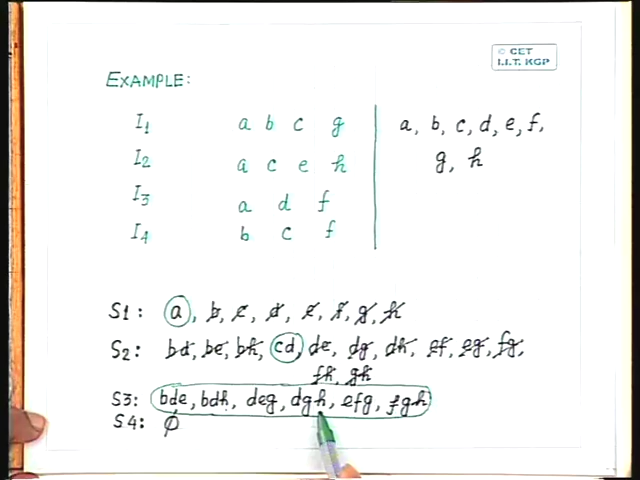 © CET
I.I.T. KGP
EXAMPLE:
I1 a b c g a, b, c, d, e, f,
I2 a c e h g, h
I3 a d f
I4 b c f
S1: a, b, c, d, e, f, g, h
S2: bd, be, bh, cd, de, dg, dh, ef, eg, fg,
fh, gh
S3: bde, bdh, deg, dgh, efg, fgh
S4: ϕ